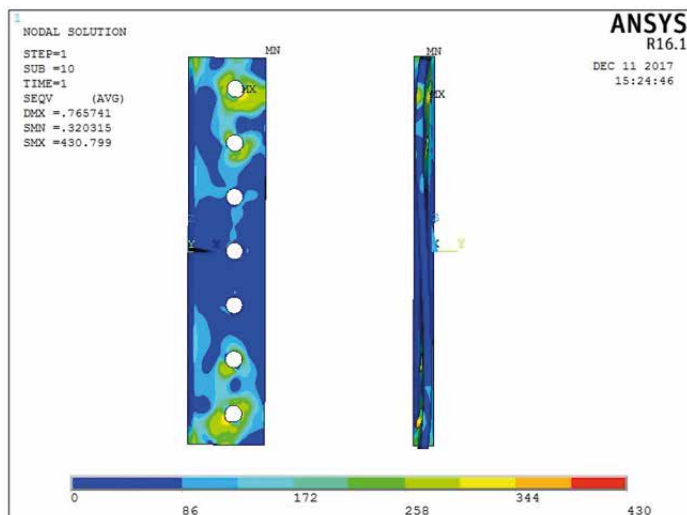 1
NODAL SOLUTION
STEP=1
SUB =10
TIME=1
SEQV (AVG)
DMX =.765741
SMN =.320315
SMX =430.799
ANSYS
R16.1
DEC 11 2017
15:24:46
MN
MX
Z
Y X
MN
MX
X Y
0
86
172
258
344
430